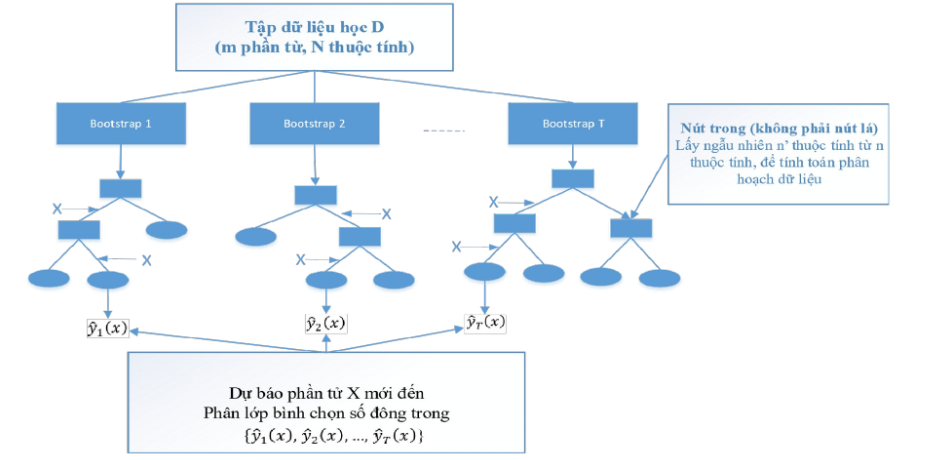 Tập dữ liệu học D
(m phần tử, N thuộc tính)
Bootstrap 1
Bootstrap 2
Bootstrap T
Nút trong (không phải nút lá)
Lấy ngẫu nhiên n’ thuộc tính từ n
thuộc tính, để tính toán phân
hoạch dữ liệu
X
X
X
X
X
X
ŷ₁(x)
ŷ₂(x)
ŷ_T(x)
Dự báo phần tử X mới đến
Phân lớp bình chọn số đông trong
{ŷ₁(x), ŷ₂(x), ..., ŷ_T(x)}